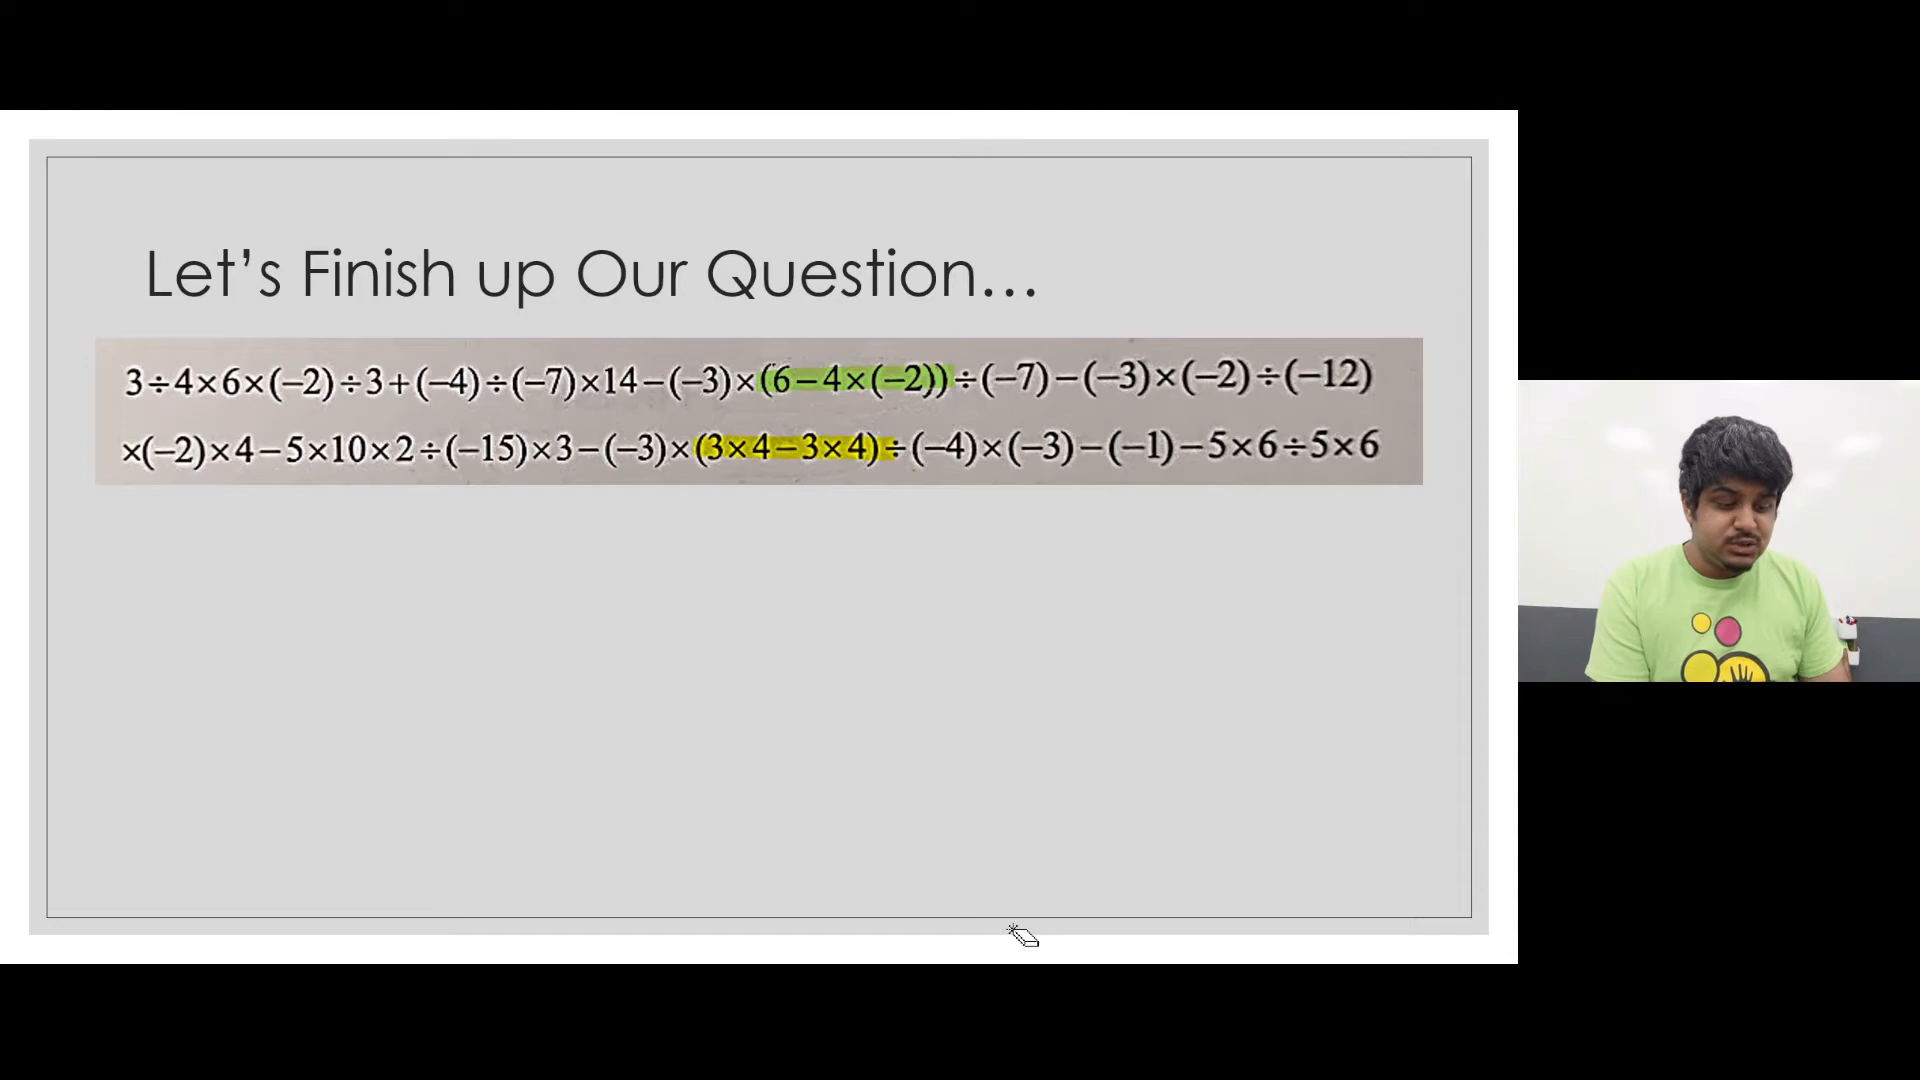 Let’s Finish up Our Question…
3÷4×6×(−2)÷3+(−4)÷(−7)×14−(−3)×(6−4×(−2))÷(−7)−(−3)×(−2)÷(−12)
×(−2)×4−5×10×2÷(−15)×3−(−3)×(3×4−3×4)÷(−4)×(−3)−(−1)−5×6÷5×6